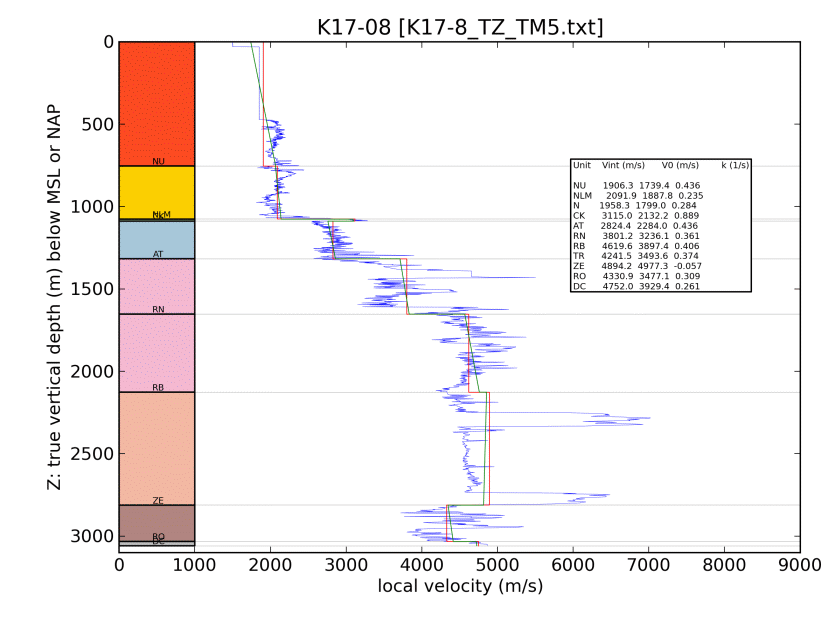 K17-08 [K17-8_TZ_TM5.txt]
Z: true vertical depth (m) below MSL or NAP
0
500
1000
1500
2000
2500
3000
NU
NLM
AT
RN
RB
ZE
RO
DC
Unit Vint (m/s) V0 (m/s) k (1/s)
NU 1906.3 1739.4 0.436
NLM 2091.9 1887.8 0.235
N 1958.3 1799.0 0.284
CK 3115.0 2132.2 0.889
AT 2824.4 2284.0 0.436
RN 3801.2 3236.1 0.361
RB 4619.6 3897.4 0.406
TR 4241.5 3493.6 0.374
ZE 4894.2 4977.3 -0.057
RO 4330.9 3477.1 0.309
DC 4752.0 3929.4 0.261
0 1000 2000 3000 4000 5000 6000 7000 8000 9000
local velocity (m/s)